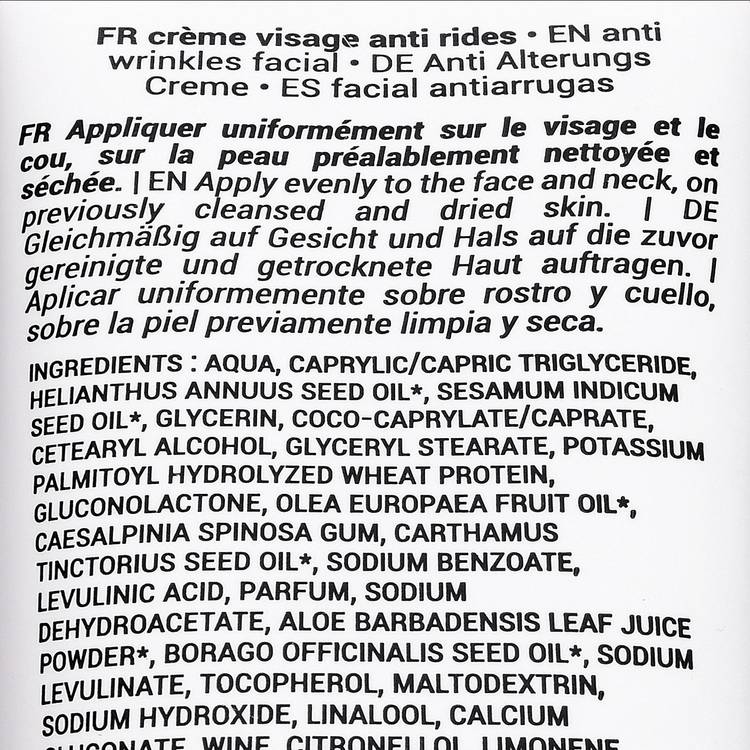 FR crème visage anti rides • EN anti
wrinkles facial • DE Anti Alterungs
Creme • ES facial antiarrugas
FR Appliquer uniformément sur le visage et le
cou, sur la peau préalablement nettoyée et
séchée. | EN Apply evenly to the face and neck, on
previously cleansed and dried skin. | DE
Gleichmäßig auf Gesicht und Hals auf die zuvor
gereinigte und getrocknete Haut auftragen. |
Aplicar uniformemente sobre rostro y cuello,
sobre la piel previamente limpia y seca.
INGREDIENTS : AQUA, CAPRYLIC/CAPRIC TRIGLYCERIDE,
HELIANTHUS ANNUUS SEED OIL*, SESAMUM INDICUM
SEED OIL*, GLYCERIN, COCO-CAPRYLATE/CAPRATE,
CETEARYL ALCOHOL, GLYCERYL STEARATE, POTASSIUM
PALMITOYL HYDROLYZED WHEAT PROTEIN,
GLUCONOLACTONE, OLEA EUROPAEA FRUIT OIL*,
CAESALPINIA SPINOSA GUM, CARTHAMUS
TINCTORIUS SEED OIL*, SODIUM BENZOATE,
LEVULINIC ACID, PARFUM, SODIUM
DEHYDROACETATE, ALOE BARBADENSIS LEAF JUICE
POWDER*, BORAGO OFFICINALIS SEED OIL*, SODIUM
LEVULINATE, TOCOPHEROL, MALTODEXTRIN,
SODIUM HYDROXIDE, LINALOOL, CALCIUM
GLUCONATE, WINE, CITRONELLOL, LIMONENE